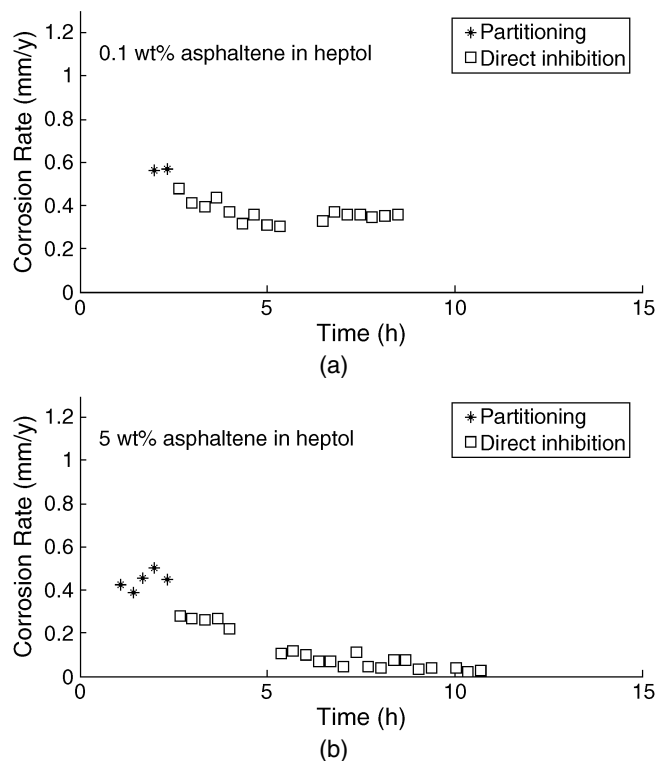 1.2
1
0.8
0.6
0.4
0.2
0
Corrosion Rate (mm/y)
0.1 wt% asphaltene in heptol
Partitioning
Direct inhibition
0 5 10 15
Time (h)
(a)
1.2
1
0.8
0.6
0.4
0.2
0
Corrosion Rate (mm/y)
5 wt% asphaltene in heptol
Partitioning
Direct inhibition
0 5 10 15
Time (h)
(b)